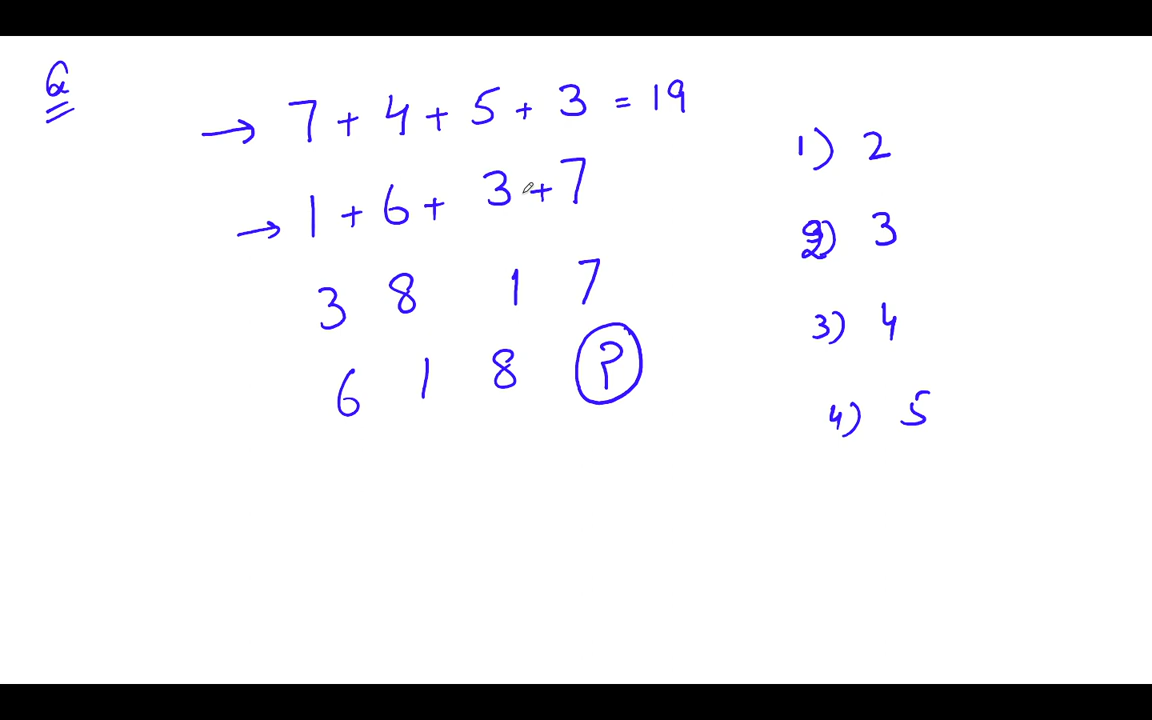 Q
→ 7 + 4 + 5 + 3 = 19
→ 1 + 6 + 3 + 7
3 8 1 7
6 1 8 ?
1) 2
2) 3
3) 4
4) 5